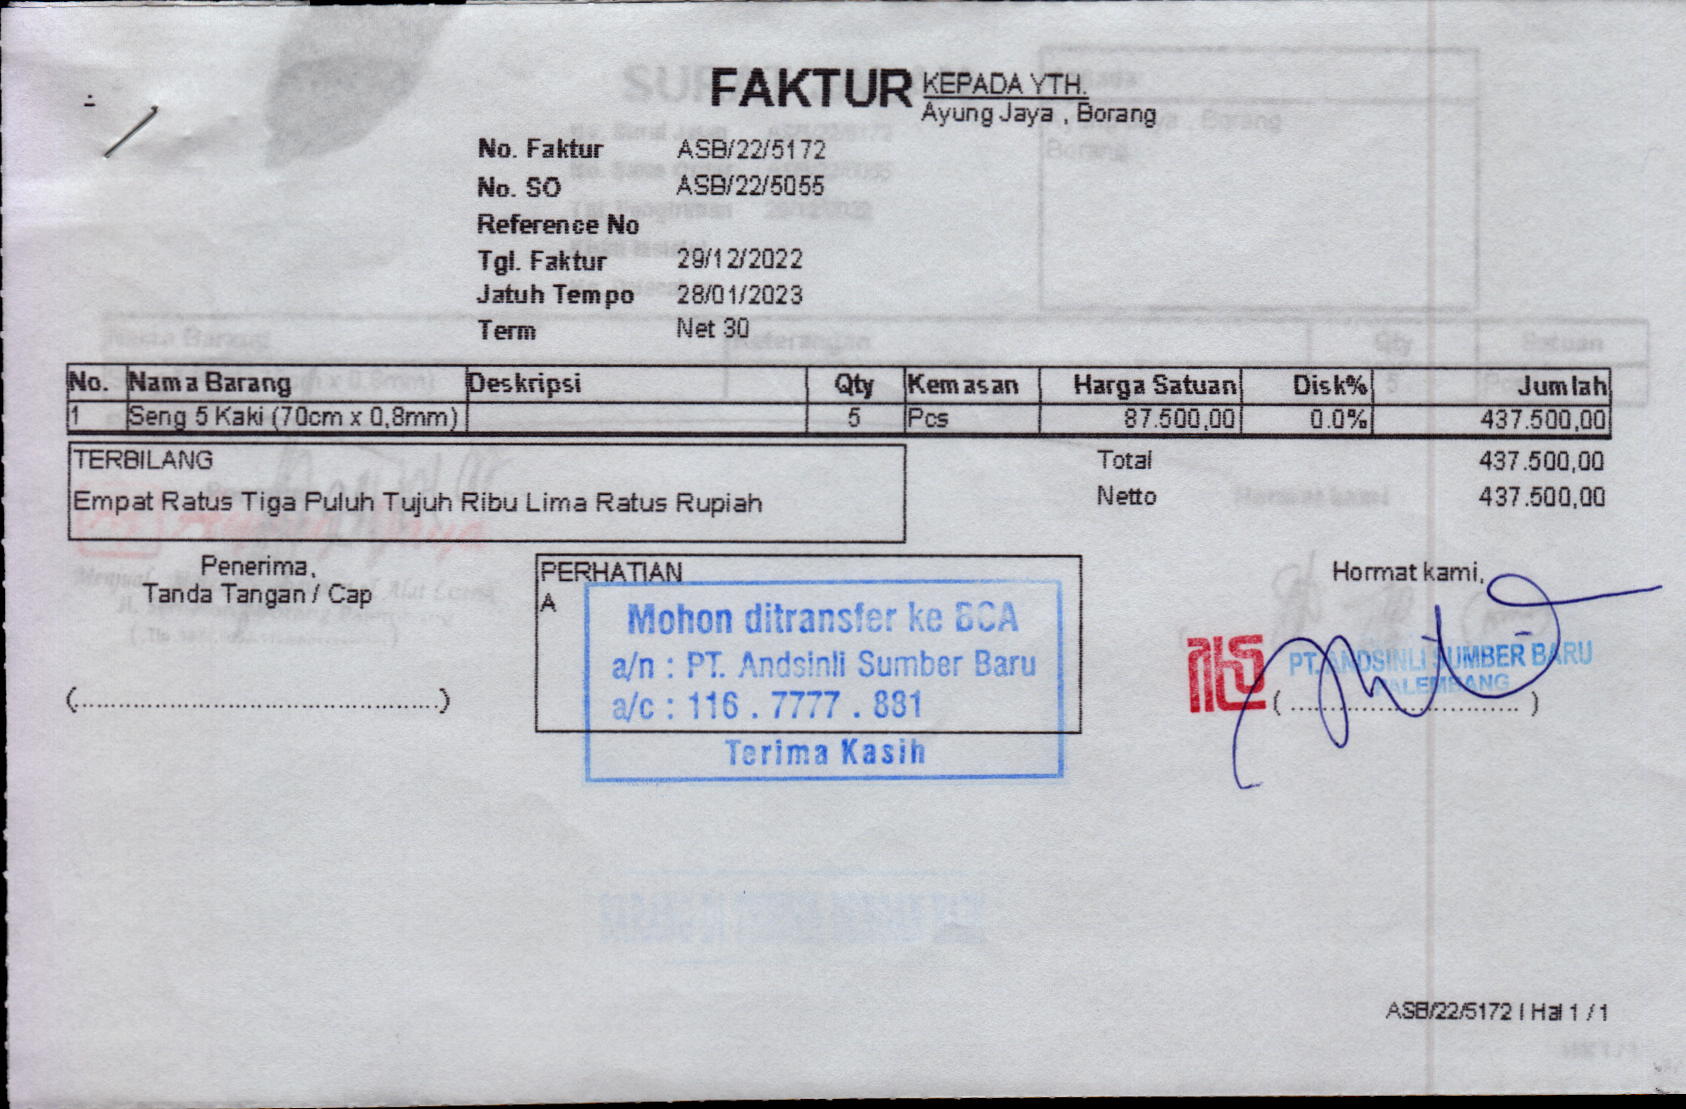 FAKTUR
KEPADA YTH.
Ayung Jaya , Borang
No. Faktur ASB/22/5172
No. SO ASB/22/5055
Reference No
Tgl. Faktur 29/12/2022
Jatuh Tempo 28/01/2023
Term Net 30
No. Nama Barang Deskripsi Qty Kemasan Harga Satuan Disk% Jumlah
1 Seng 5 Kaki (70cm x 0,8mm) 5 Pcs 87.500,00 0.0% 437.500,00
TERBILANG
Empat Ratus Tiga Puluh Tujuh Ribu Lima Ratus Rupiah
Total 437.500,00
Netto 437.500,00
Penerima,
Tanda Tangan / Cap
(..............................................)
PERHATIAN
A
Mohon ditransfer ke BCA
a/n : PT. Andsinli Sumber Baru
a/c : 116 . 7777 . 881
Terima Kasih
Hormat kami,
PT. ANDSINLI SUMBER BARU
PALEMBANG
( .............................. )
ASB/22/5172 | Hal 1 / 1